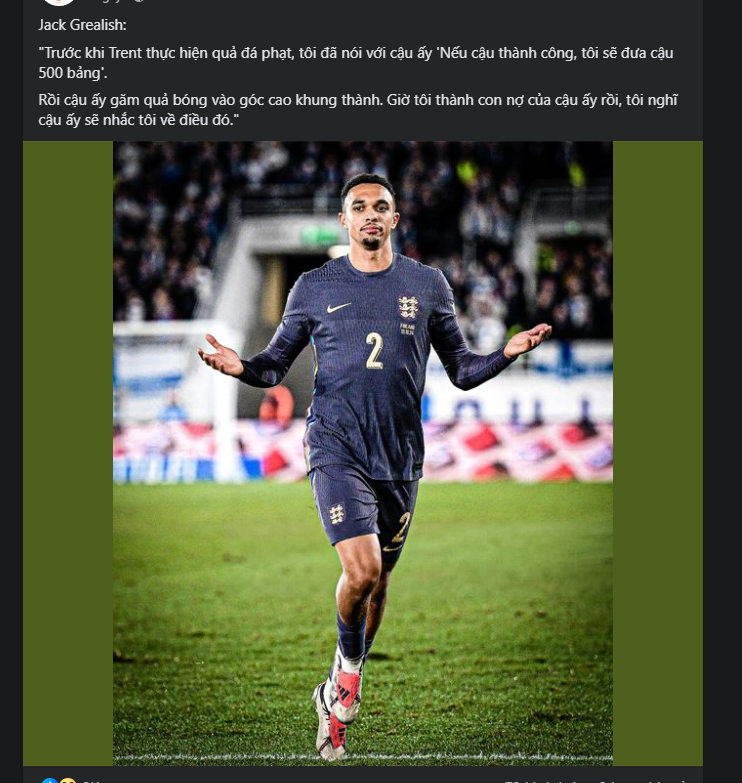 Jack Grealish:
"Trước khi Trent thực hiện quả đá phạt, tôi đã nói với cậu ấy 'Nếu cậu thành công, tôi sẽ đưa cậu
500 bảng'.
Rồi cậu ấy găm quả bóng vào góc cao khung thành. Giờ tôi thành con nợ của cậu ấy rồi, tôi nghĩ
cậu ấy sẽ nhắc tôi về điều đó."
FINLAND
2
2